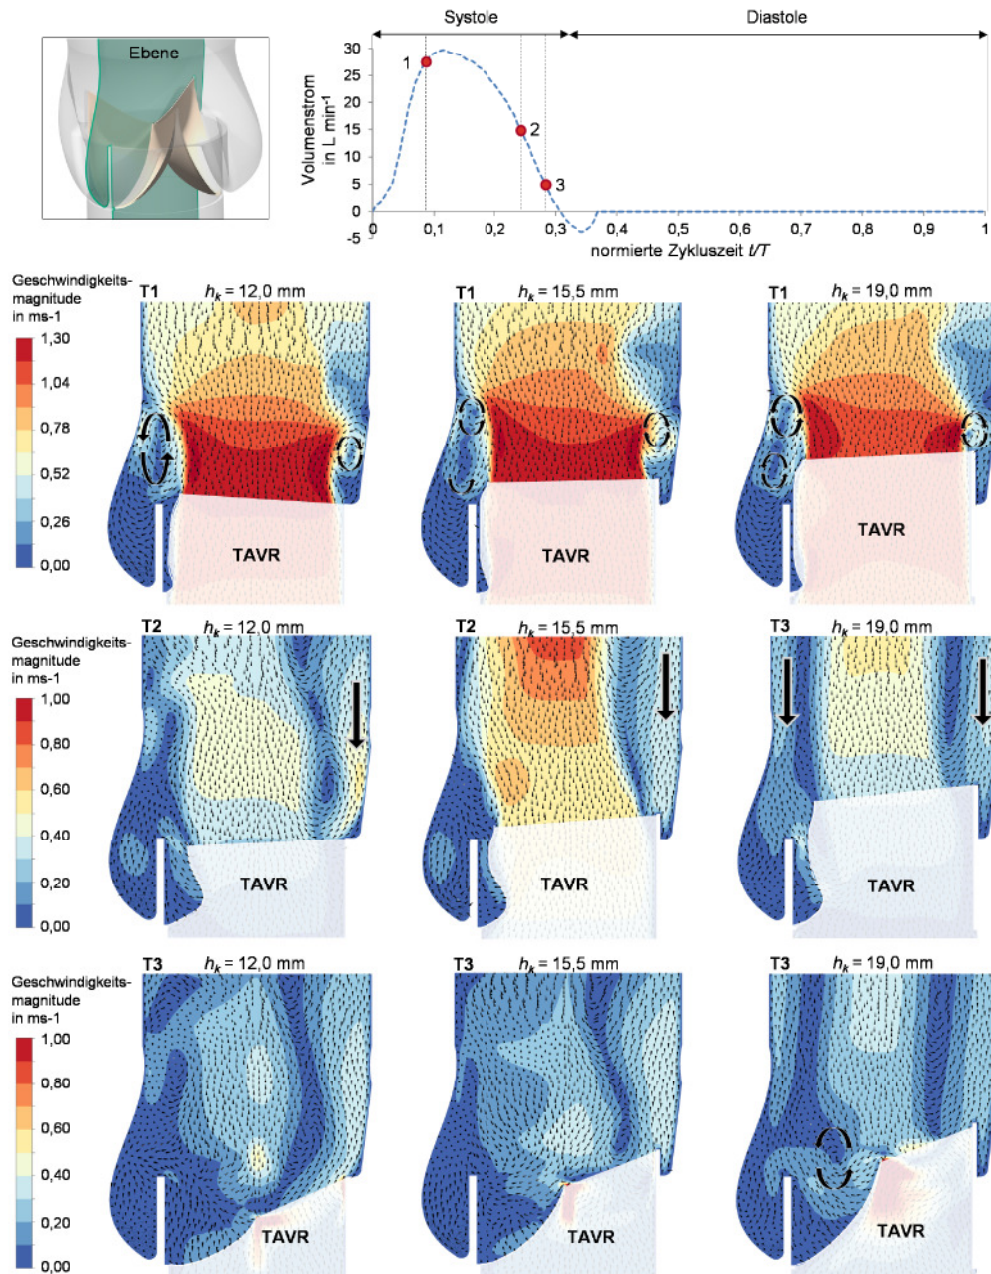 Systole
Diastole
Ebene
Volumenstrom
in L min⁻¹
30
25
20
15
10
5
0
-5
1
2
3
0
0,1
0,2
0,3
0,4
0,5
0,6
0,7
0,8
0,9
1
normierte Zykluszeit t/T
Geschwindigkeits-
magnitude
in ms-1
1,30
1,04
0,78
0,52
0,26
0,00
T1 hₖ = 12,0 mm
TAVR
T1 hₖ = 15,5 mm
TAVR
T1 hₖ = 19,0 mm
TAVR
Geschwindigkeits-
magnitude
in ms-1
1,00
0,80
0,60
0,40
0,20
0,00
T2 hₖ = 12,0 mm
TAVR
T2 hₖ = 15,5 mm
TAVR
T3 hₖ = 19,0 mm
TAVR
Geschwindigkeits-
magnitude
in ms-1
1,00
0,80
0,60
0,40
0,20
0,00
T3 hₖ = 12,0 mm
TAVR
T3 hₖ = 15,5 mm
TAVR
T3 hₖ = 19,0 mm
TAVR